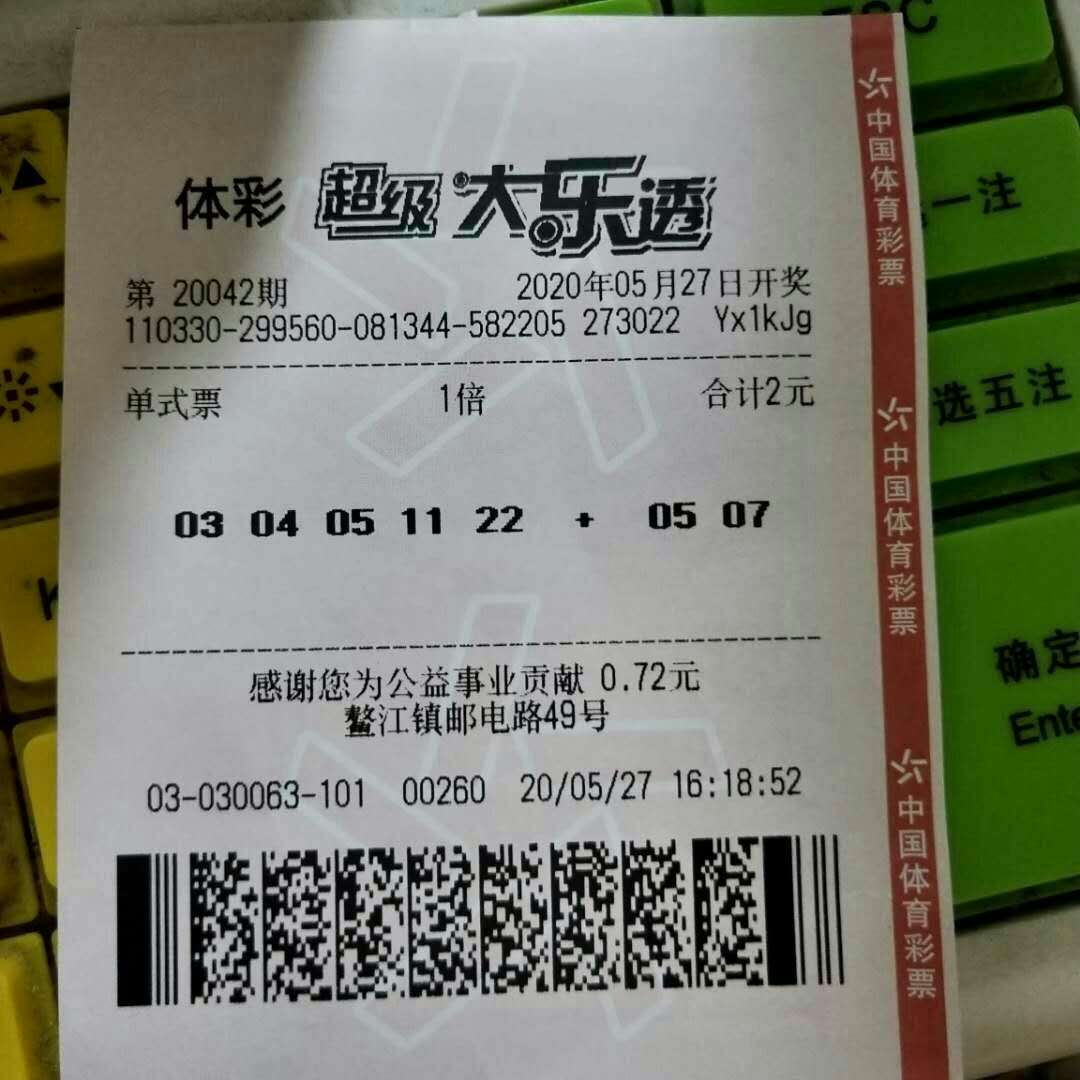 体彩 超级大乐透
第 20042期 2020年05月27日开奖
110330-299560-081344-582205 273022 Yx1kJg
单式票 1倍 合计2元
03 04 05 11 22 + 05 07
感谢您为公益事业贡献 0.72元
鳌江镇邮电路49号
03-030063-101 00260 20/05/27 16:18:52
中国体育彩票
中国体育彩票
中国体育彩票
一注
选五注
确定